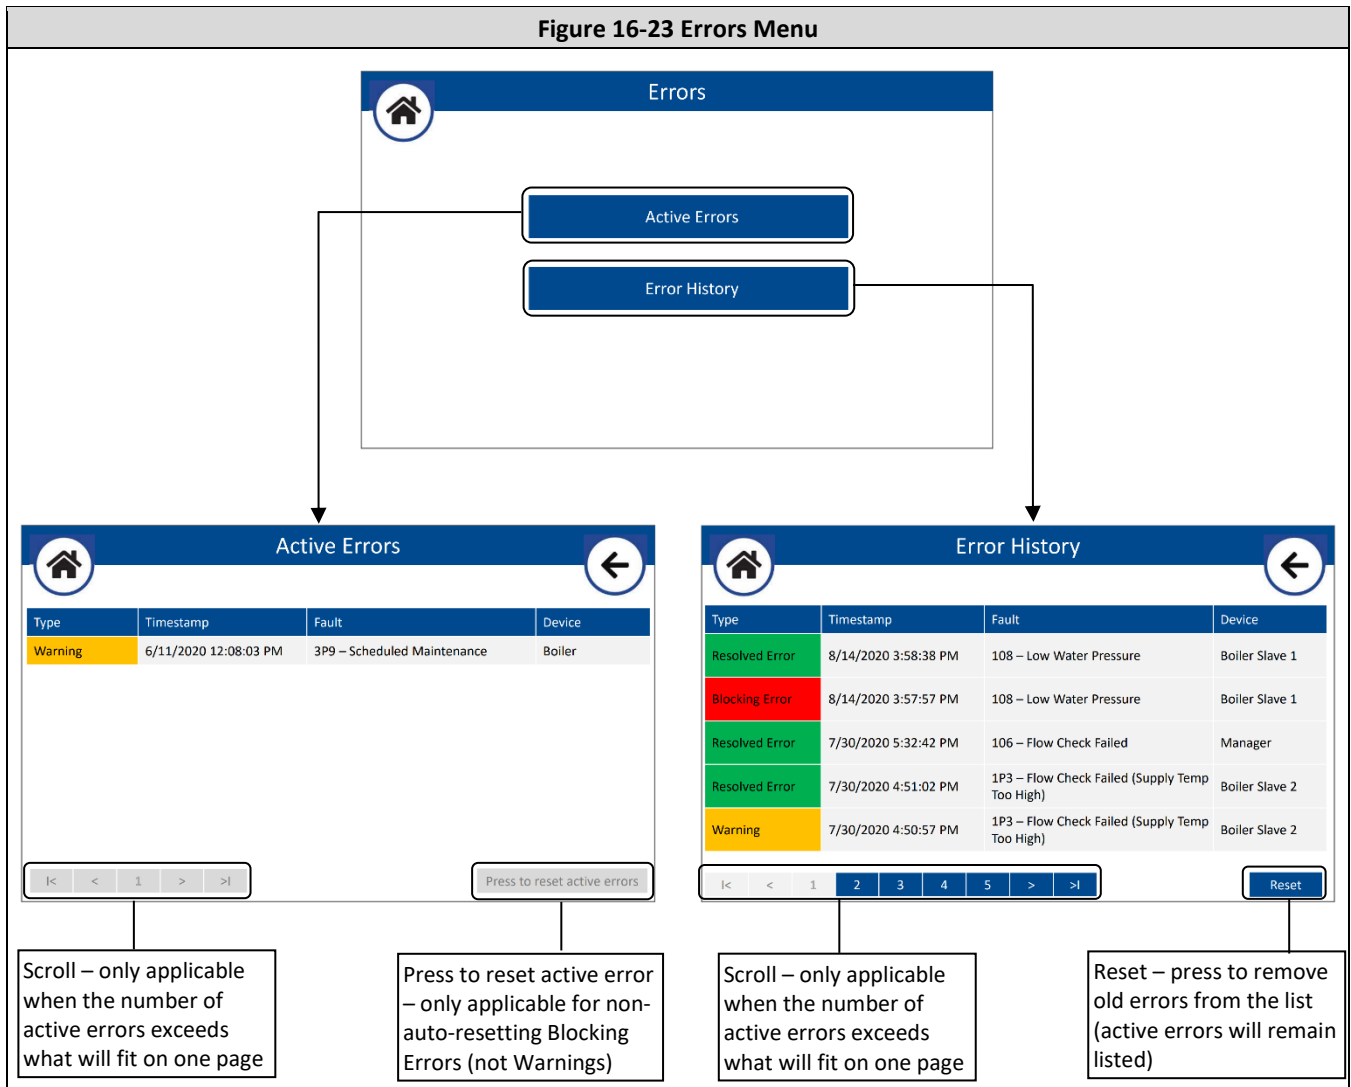 Figure 16-23 Errors Menu
Errors
Active Errors
Error History
Active Errors
Type Timestamp Fault Device
Warning 6/11/2020 12:08:03 PM 3P9 – Scheduled Maintenance Boiler
|< < 1 > >|
Press to reset active errors
Scroll – only applicable
when the number of
active errors exceeds
what will fit on one page
Press to reset active error
– only applicable for non-
auto-resetting Blocking
Errors (not Warnings)
Error History
Type Timestamp Fault Device
Resolved Error 8/14/2020 3:58:38 PM 108 – Low Water Pressure Boiler Slave 1
Blocking Error 8/14/2020 3:57:57 PM 108 – Low Water Pressure Boiler Slave 1
Resolved Error 7/30/2020 5:32:42 PM 106 – Flow Check Failed Manager
Resolved Error 7/30/2020 4:51:02 PM 1P3 – Flow Check Failed (Supply Temp
Too High) Boiler Slave 2
Warning 7/30/2020 4:50:57 PM 1P3 – Flow Check Failed (Supply Temp
Too High) Boiler Slave 2
|< < 1 2 3 4 5 > >|
Reset
Scroll – only applicable
when the number of
active errors exceeds
what will fit on one page
Reset – press to remove
old errors from the list
(active errors will remain
listed)